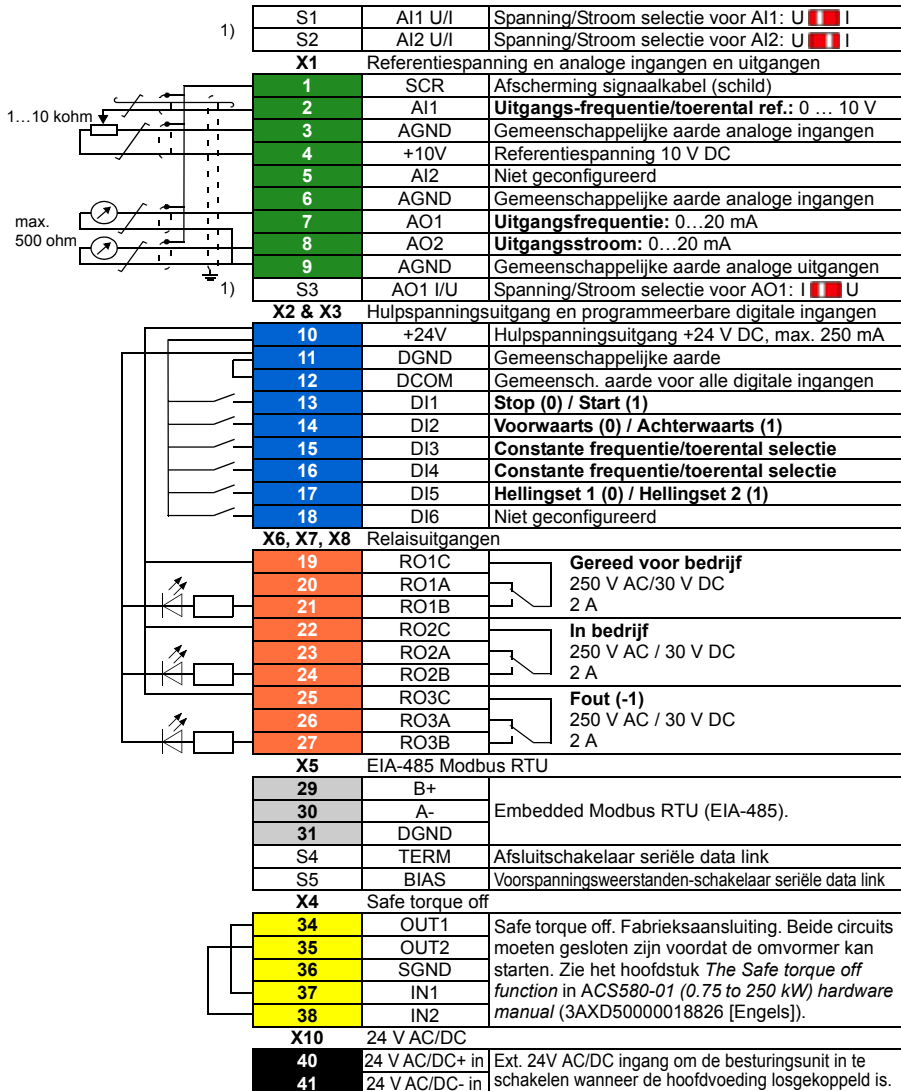 1) S1 AI1 U/I Spanning/Stroom selectie voor AI1: U I
S2 AI2 U/I Spanning/Stroom selectie voor AI2: U I
X1 Referentiespanning en analoge ingangen en uitgangen
1 SCR Afscherming signaalkabel (schild)
1…10 kohm 2 AI1 Uitgangs-frequentie/toerental ref.: 0 … 10 V
3 AGND Gemeenschappelijke aarde analoge ingangen
4 +10V Referentiespanning 10 V DC
5 AI2 Niet geconfigureerd
6 AGND Gemeenschappelijke aarde analoge ingangen
max. 7 AO1 Uitgangsfrequentie: 0…20 mA
500 ohm 8 AO2 Uitgangsstroom: 0…20 mA
9 AGND Gemeenschappelijke aarde analoge uitgangen
1) S3 AO1 I/U Spanning/Stroom selectie voor AO1: I U
X2 & X3 Hulpspanningsuitgang en programmeerbare digitale ingangen
10 +24V Hulpspanningsuitgang +24 V DC, max. 250 mA
11 DGND Gemeenschappelijke aarde
12 DCOM Gemeensch. aarde voor alle digitale ingangen
13 DI1 Stop (0) / Start (1)
14 DI2 Voorwaarts (0) / Achterwaarts (1)
15 DI3 Constante frequentie/toerental selectie
16 DI4 Constante frequentie/toerental selectie
17 DI5 Hellingset 1 (0) / Hellingset 2 (1)
18 DI6 Niet geconfigureerd
X6, X7, X8 Relaisuitgangen
19 RO1C Gereed voor bedrijf
20 RO1A 250 V AC/30 V DC
21 RO1B 2 A
22 RO2C In bedrijf
23 RO2A 250 V AC / 30 V DC
24 RO2B 2 A
25 RO3C Fout (-1)
26 RO3A 250 V AC / 30 V DC
27 RO3B 2 A
X5 EIA-485 Modbus RTU
29 B+
30 A- Embedded Modbus RTU (EIA-485).
31 DGND
S4 TERM Afsluitschakelaar seriële data link
S5 BIAS Voorspanningsweerstanden-schakelaar seriële data link
X4 Safe torque off
34 OUT1 Safe torque off. Fabrieksaansluiting. Beide circuits
35 OUT2 moeten gesloten zijn voordat de omvormer kan
36 SGND starten. Zie het hoofdstuk The Safe torque off
37 IN1 function in ACS580-01 (0.75 to 250 kW) hardware
38 IN2 manual (3AXD50000018826 [Engels]).
X10 24 V AC/DC
40 24 V AC/DC+ in Ext. 24V AC/DC ingang om de besturingsunit in te
41 24 V AC/DC- in schakelen wanneer de hoofdvoeding losgekoppeld is.